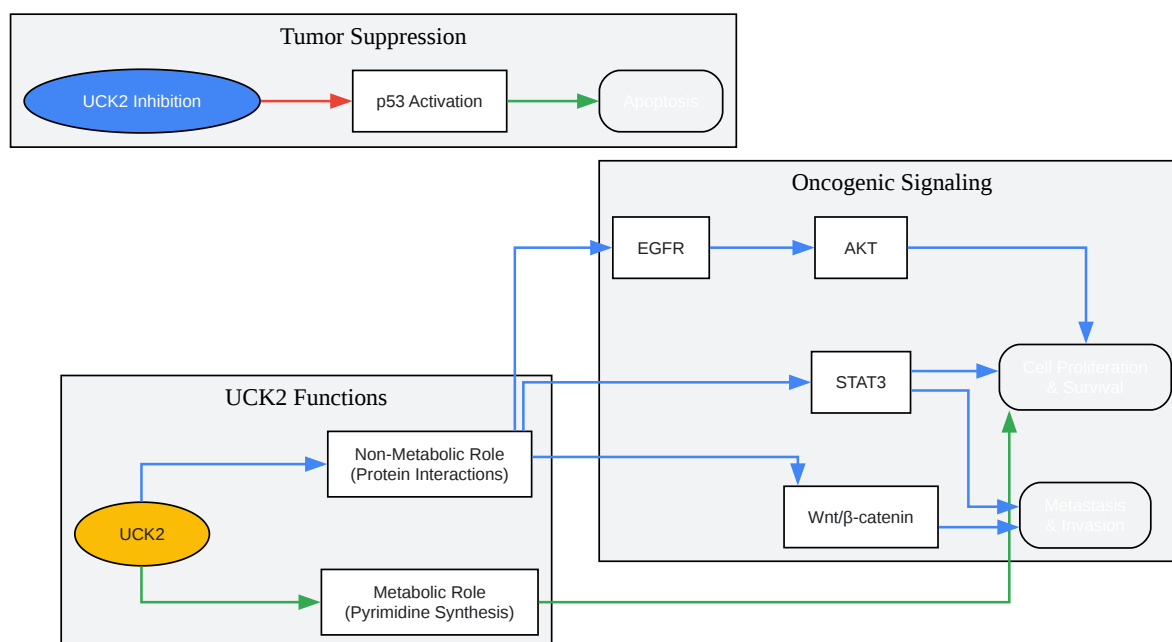 Tumor Suppression
UCK2 Inhibition
p53 Activation
Apoptosis
Oncogenic Signaling
EGFR
AKT
STAT3
Cell Proliferation
& Survival
UCK2 Functions
Non-Metabolic Role
(Protein Interactions)
Wnt/β-catenin
Metastasis
& Invasion
UCK2
Metabolic Role
(Pyrimidine Synthesis)